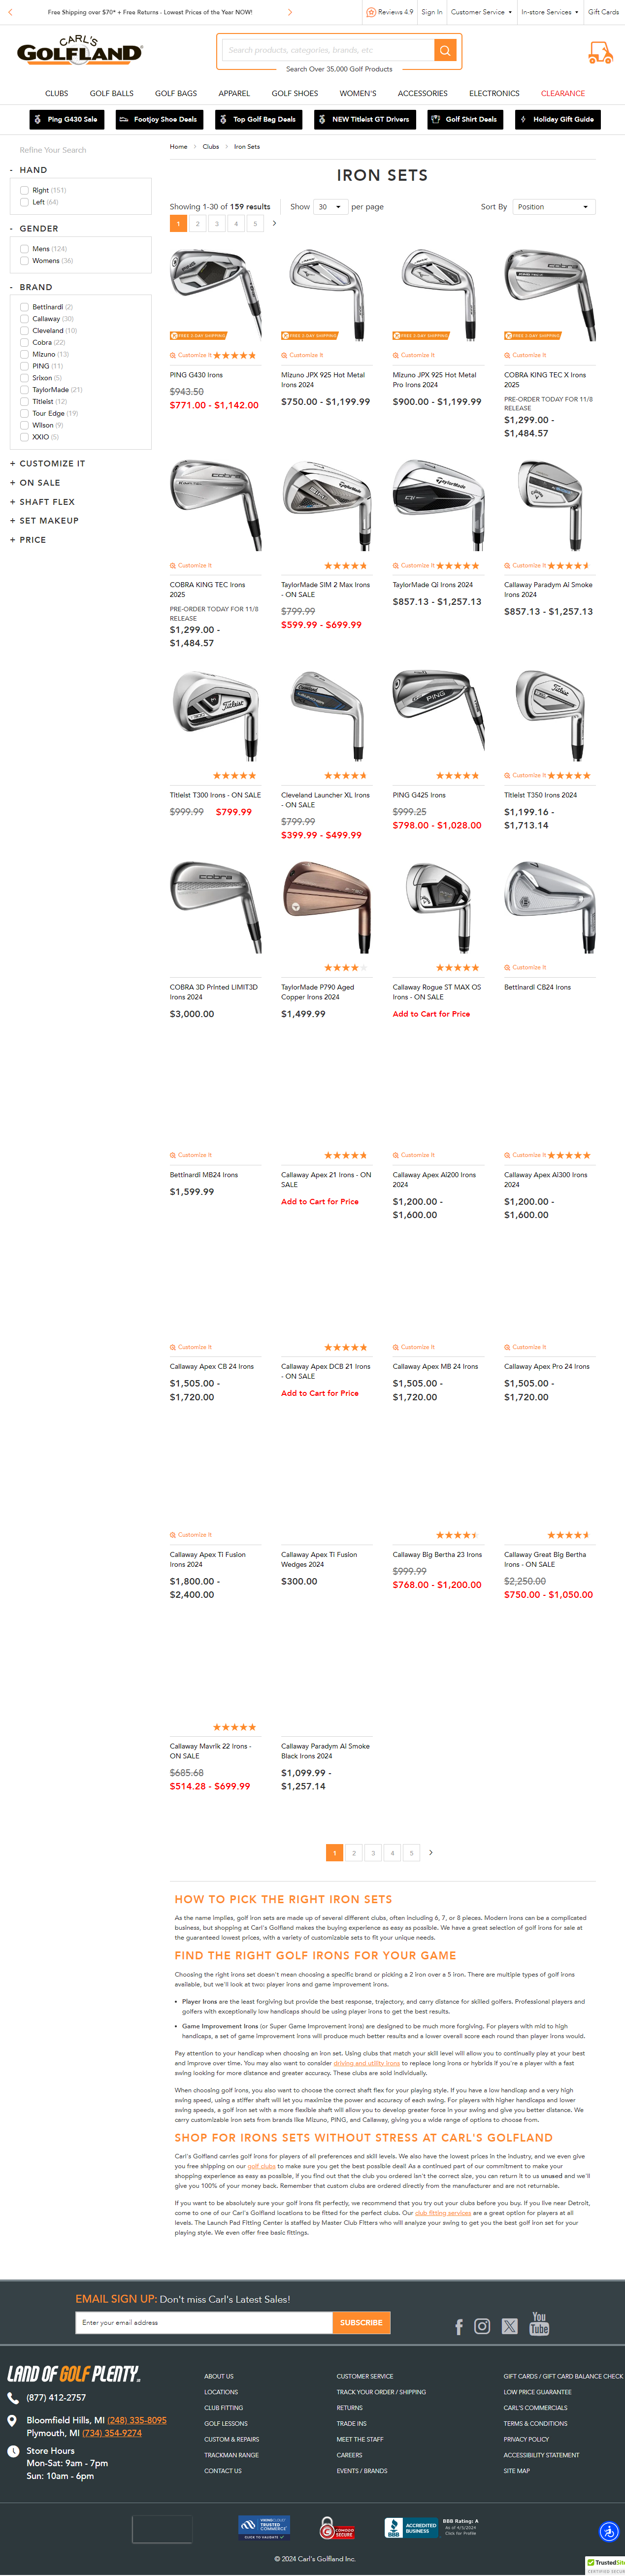 Free Shipping over $70* + Free Returns - Lowest Prices of the Year NOW!
Reviews 4.9
Sign In
Customer Service
In-store Services
Gift Cards
CARL'S
GOLFLAND
Search products, categories, brands, etc
Search Over 35,000 Golf Products
CLUBS
GOLF BALLS
GOLF BAGS
APPAREL
GOLF SHOES
WOMEN'S
ACCESSORIES
ELECTRONICS
CLEARANCE
Ping G430 Sale
Footjoy Shoe Deals
Top Golf Bag Deals
NEW Titleist GT Drivers
Golf Shirt Deals
Holiday Gift Guide
Refine Your Search
- HAND
Right (151)
Left (64)
- GENDER
Mens (124)
Womens (36)
- BRAND
Bettinardi (2)
Callaway (30)
Cleveland (10)
Cobra (22)
Mizuno (13)
PING (11)
Srixon (5)
TaylorMade (21)
Titleist (12)
Tour Edge (19)
Wilson (9)
XXIO (5)
+ CUSTOMIZE IT
+ ON SALE
+ SHAFT FLEX
+ SET MAKEUP
+ PRICE
Home > Clubs > Iron Sets
IRON SETS
Showing 1-30 of 159 results
Show 30 per page
Sort By Position
1 2 3 4 5 >
FREE 2-DAY SHIPPING
Customize It
PING G430 Irons
$943.50
$771.00 - $1,142.00
FREE 2-DAY SHIPPING
Customize It
Mizuno JPX 925 Hot Metal
Irons 2024
$750.00 - $1,199.99
FREE 2-DAY SHIPPING
Customize It
Mizuno JPX 925 Hot Metal
Pro Irons 2024
$900.00 - $1,199.99
FREE 2-DAY SHIPPING
Customize It
COBRA KING TEC X Irons
2025
PRE-ORDER TODAY FOR 11/8
RELEASE
$1,299.00 -
$1,484.57
Customize It
COBRA KING TEC Irons
2025
PRE-ORDER TODAY FOR 11/8
RELEASE
$1,299.00 -
$1,484.57
TaylorMade SIM 2 Max Irons
- ON SALE
$799.99
$599.99 - $699.99
Customize It
TaylorMade Qi Irons 2024
$857.13 - $1,257.13
Customize It
Callaway Paradym Ai Smoke
Irons 2024
$857.13 - $1,257.13
Titleist T300 Irons - ON SALE
$999.99 $799.99
Cleveland Launcher XL Irons
- ON SALE
$799.99
$399.99 - $499.99
PING G425 Irons
$999.25
$798.00 - $1,028.00
Customize It
Titleist T350 Irons 2024
$1,199.16 -
$1,713.14
COBRA 3D Printed LIMIT3D
Irons 2024
$3,000.00
TaylorMade P790 Aged
Copper Irons 2024
$1,499.99
Callaway Rogue ST MAX OS
Irons - ON SALE
Add to Cart for Price
Customize It
Bettinardi CB24 Irons
Customize It
Bettinardi MB24 Irons
$1,599.99
Callaway Apex 21 Irons - ON
SALE
Add to Cart for Price
Customize It
Callaway Apex Ai200 Irons
2024
$1,200.00 -
$1,600.00
Customize It
Callaway Apex Ai300 Irons
2024
$1,200.00 -
$1,600.00
Customize It
Callaway Apex CB 24 Irons
$1,505.00 -
$1,720.00
Callaway Apex DCB 21 Irons
- ON SALE
Add to Cart for Price
Customize It
Callaway Apex MB 24 Irons
$1,505.00 -
$1,720.00
Customize It
Callaway Apex Pro 24 Irons
$1,505.00 -
$1,720.00
Customize It
Callaway Apex Ti Fusion
Irons 2024
$1,800.00 -
$2,400.00
Callaway Apex TI Fusion
Wedges 2024
$300.00
Callaway Big Bertha 23 Irons
$999.99
$768.00 - $1,200.00
Callaway Great Big Bertha
Irons - ON SALE
$2,250.00
$750.00 - $1,050.00
Callaway Mavrik 22 Irons -
ON SALE
$685.68
$514.28 - $699.99
Callaway Paradym Ai Smoke
Black Irons 2024
$1,099.99 -
$1,257.14
1 2 3 4 5 >
HOW TO PICK THE RIGHT IRON SETS
As the name implies, golf iron sets are made up of several different clubs, often including 6, 7, or 8 pieces. Modern irons can be a complicated
business, but shopping at Carl's Golfland makes the buying experience as easy as possible. We have a great selection of golf irons for sale at
the guaranteed lowest prices, with a variety of customizable sets to fit your unique needs.
FIND THE RIGHT GOLF IRONS FOR YOUR GAME
Choosing the right iron set doesn't mean choosing a specific brand or picking a 2 iron over a 5 iron. There are multiple types of golf irons
available, but we'll look at two: player irons and game improvement irons.
• Player Irons are the least forgiving but provide the best response, trajectory, and carry distance for skilled golfers. Professional players and
golfers with exceptionally low handicaps should be using player irons to get the best results.
• Game Improvement Irons (or Super Game Improvement Irons) are designed to be much more forgiving. For players with mid to high
handicaps, a set of game improvement irons will produce much better results and a lower overall score each round than player irons would.
Pay attention to your handicap when choosing an iron set. Using clubs that match your skill level will allow you to continually play at your best
and improve over time. You may also want to consider driving and utility irons to replace long irons or hybrids if you're a player with a fast
swing looking for more distance and greater accuracy. These clubs are sold individually.
When choosing golf irons, you also want to choose the correct shaft flex for your playing style. If you have a low handicap and a very high
swing speed, using a stiffer shaft will let you maximize the power and accuracy of each swing. For players with higher handicaps and lower
swing speeds, a golf iron set with a more flexible shaft will allow you to develop greater force in your swing and give you better distance. We
carry customizable iron sets from brands like Mizuno, PING, and Callaway, giving you a wide range of options to choose from.
SHOP FOR IRONS SETS WITHOUT STRESS AT CARL'S GOLFLAND
Carl's Golfland carries golf irons for players of all preferences and skill levels. We also have the lowest prices in the industry, and we even give
you free shipping on our golf clubs to make sure you get the best possible deal! As a continuation of our commitment to make your
shopping experience as easy as possible, if you find out that the club you ordered isn't the correct size, you can return it to us unused and we'll
give you 100% of your money back. Remember that custom clubs are ordered directly from the manufacturer and are not returnable.
If you want to be absolutely sure your golf irons fit perfectly, we recommend that you try out your clubs before you buy. If you live near Detroit,
come to one of our Carl's Golfland locations to be fitted for the perfect clubs. Our club fitting services are a great option for players at all
levels. The Launch Pad Fitting Center is staffed by Master Club Fitters who will analyze your swing to get you the best golf iron set for your
playing style. We even offer free basic fittings.
EMAIL SIGN UP: Don't miss Carl's Latest Sales!
Enter your email address
SUBSCRIBE
You
Tube
LAND OF GOLF PLENTY
(877) 412-2757
Bloomfield Hills, MI (248) 335-8095
Plymouth, MI (734) 354-9274
Store Hours
Mon-Sat: 9am - 7pm
Sun: 10am - 6pm
ABOUT US
LOCATIONS
CLUB FITTING
GOLF LESSONS
CUSTOM & REPAIRS
TRACKMAN RANGE
CONTACT US
CUSTOMER SERVICE
TRACK YOUR ORDER / SHIPPING
RETURNS
TRADE INS
MEET THE STAFF
CAREERS
EVENTS / BRANDS
GIFT CARDS / GIFT CARD BALANCE CHECK
LOW PRICE GUARANTEE
CARL'S COMMERCIALS
TERMS & CONDITIONS
PRIVACY POLICY
ACCESSIBILITY STATEMENT
SITE MAP
TRUSTED
COMMERCE
CLICK TO VALIDATE
COMODO
SECURE
BBB
ACCREDITED
BUSINESS
BBB Rating: A
Click for Profile
TrustedSite
CERTIFIED SECURE
© 2024 Carl's Golfland Inc.